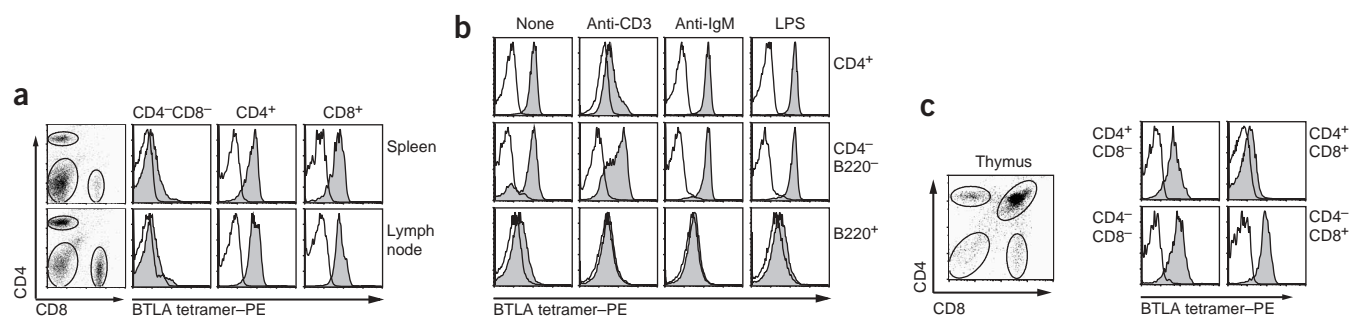 a
CD4⁻CD8⁻ CD4⁺ CD8⁺
Spleen
Lymph
node
CD4
CD8
BTLA tetramer–PE
b
None Anti-CD3 Anti-IgM LPS
CD4⁺
CD4⁻
B220⁻
B220⁺
BTLA tetramer–PE
c
Thymus
CD4
CD8
CD4⁺
CD8⁻
CD4⁺
CD8⁺
CD4⁻
CD8⁻
CD4⁻
CD8⁺
BTLA tetramer–PE